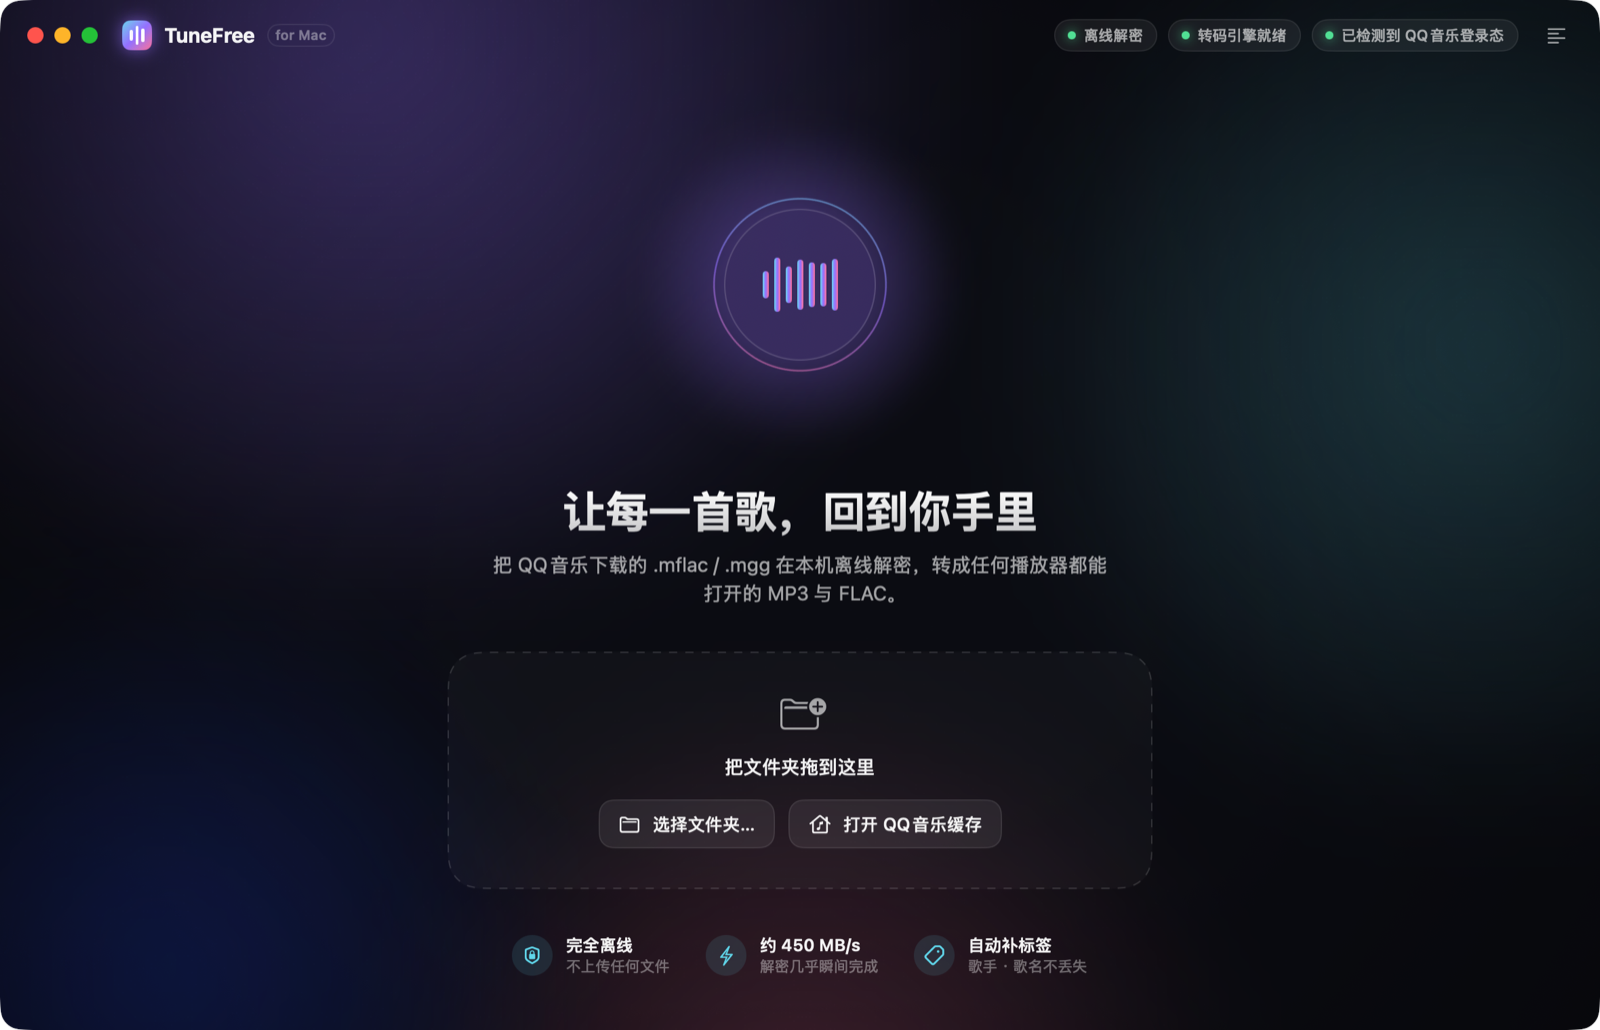 TuneFree for Mac
离线解密 转码引擎就绪 已检测到 QQ音乐登录态
让每一首歌，回到你手里
把 QQ音乐下载的 .mflac / .mgg 在本机离线解密，转成任何播放器都能
打开的 MP3 与 FLAC。
把文件夹拖到这里
选择文件夹... 打开 QQ音乐缓存
完全离线
不上传任何文件
约 450 MB/s
解密几乎瞬间完成
自动补标签
歌手 · 歌名不丢失